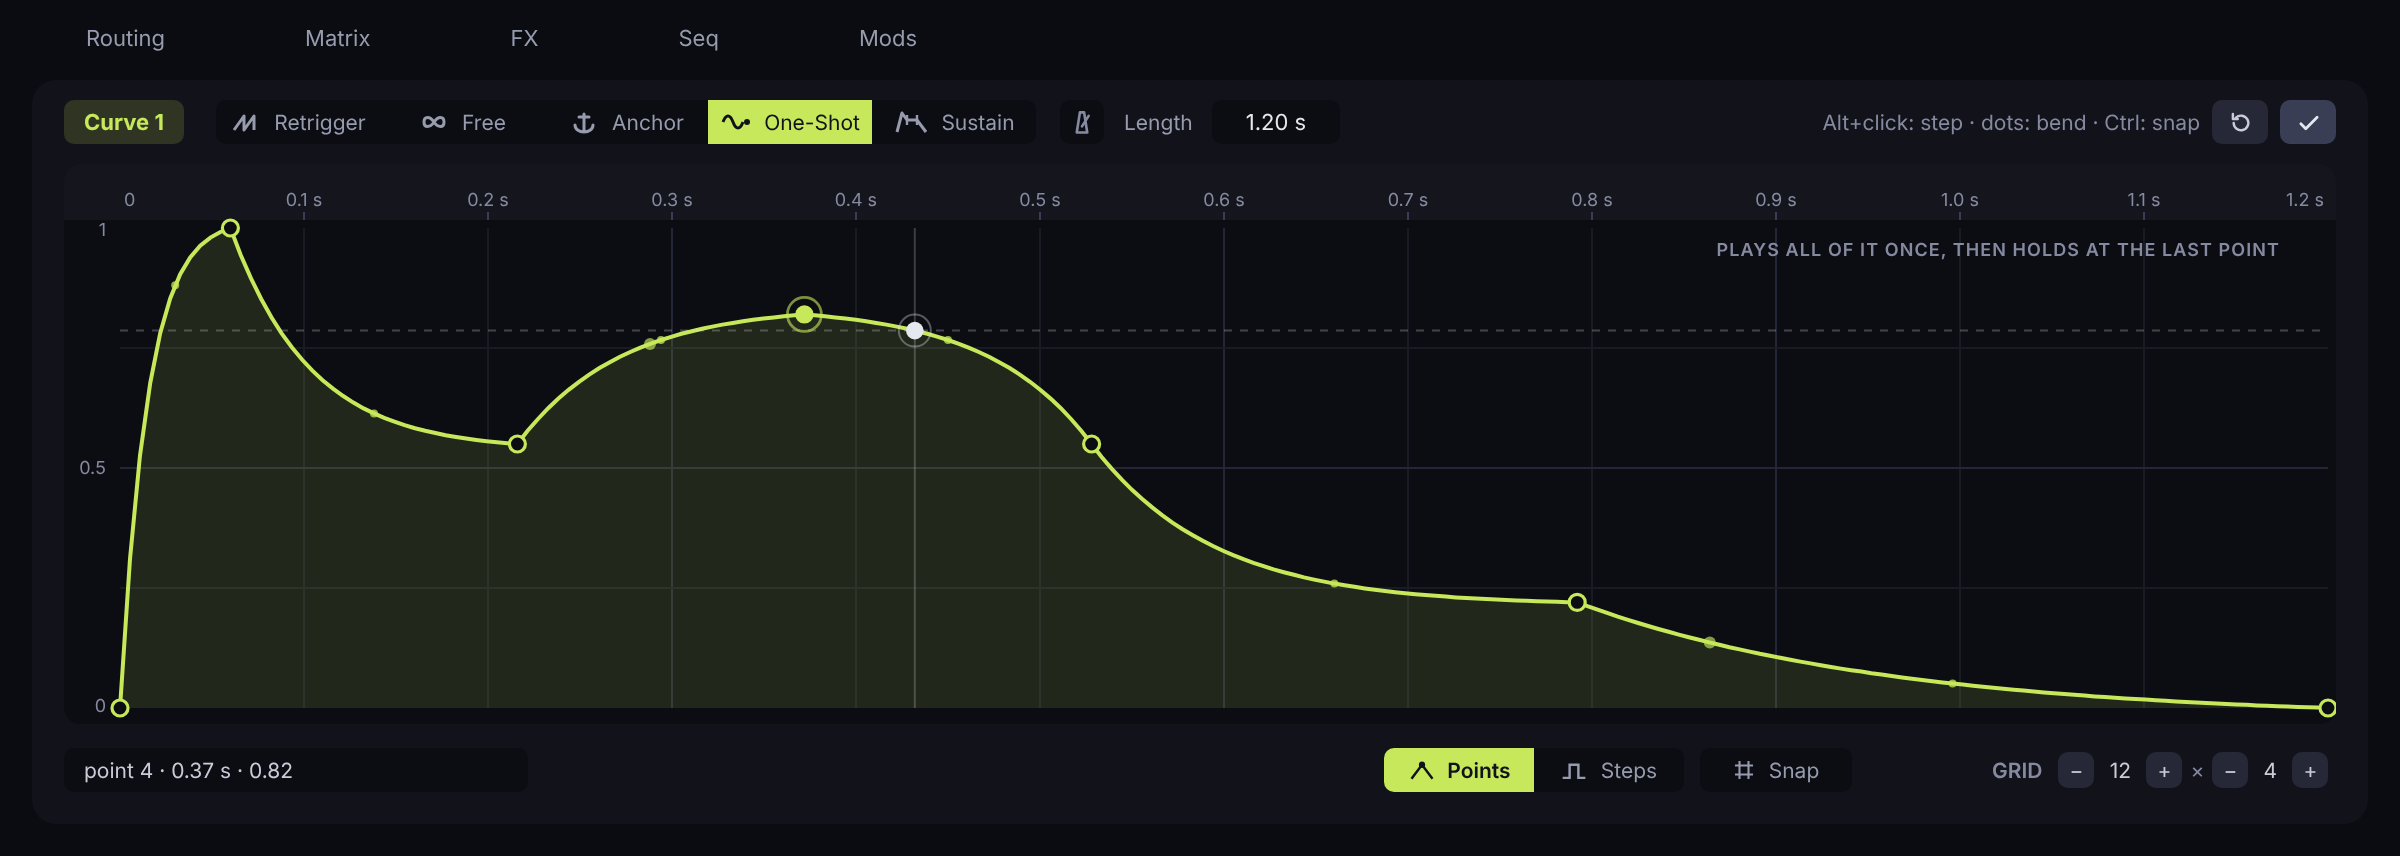 Routing Matrix FX Seq Mods
Curve 1 Retrigger Free Anchor One-Shot Sustain Length 1.20 s Alt+click: step · dots: bend · Ctrl: snap
0 0.1 s 0.2 s 0.3 s 0.4 s 0.5 s 0.6 s 0.7 s 0.8 s 0.9 s 1.0 s 1.1 s 1.2 s
1
PLAYS ALL OF IT ONCE, THEN HOLDS AT THE LAST POINT
0.5
0
point 4 · 0.37 s · 0.82 Points Steps Snap GRID − 12 + × − 4 +